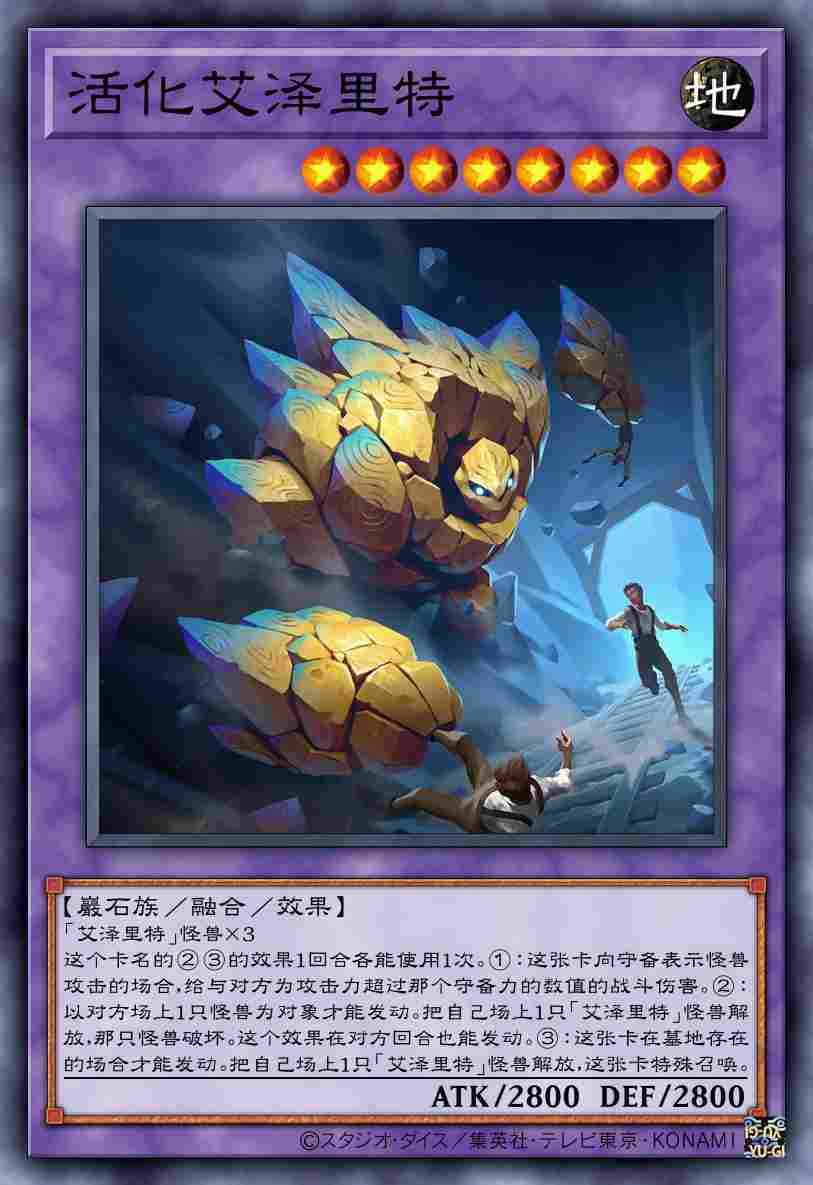 活化艾泽里特
地
【巖石族／融合／效果】
「艾泽里特」怪兽×3
这个卡名的②③的效果1回合各能使用1次。①：这张卡向守备表示怪兽
攻击的场合,给与对方为攻击力超过那个守备力的数值的战斗伤害。②：
以对方场上1只怪兽为对象才能发动。把自己场上1只「艾泽里特」怪兽解
放,那只怪兽破坏。这个效果在对方回合也能发动。③：这张卡在墓地存在
的场合才能发动。把自己场上1只「艾泽里特」怪兽解放,这张卡特殊召唤。
ATK/2800 DEF/2800
©スタジオ・ダイス／集英社・テレビ東京・KONAMI